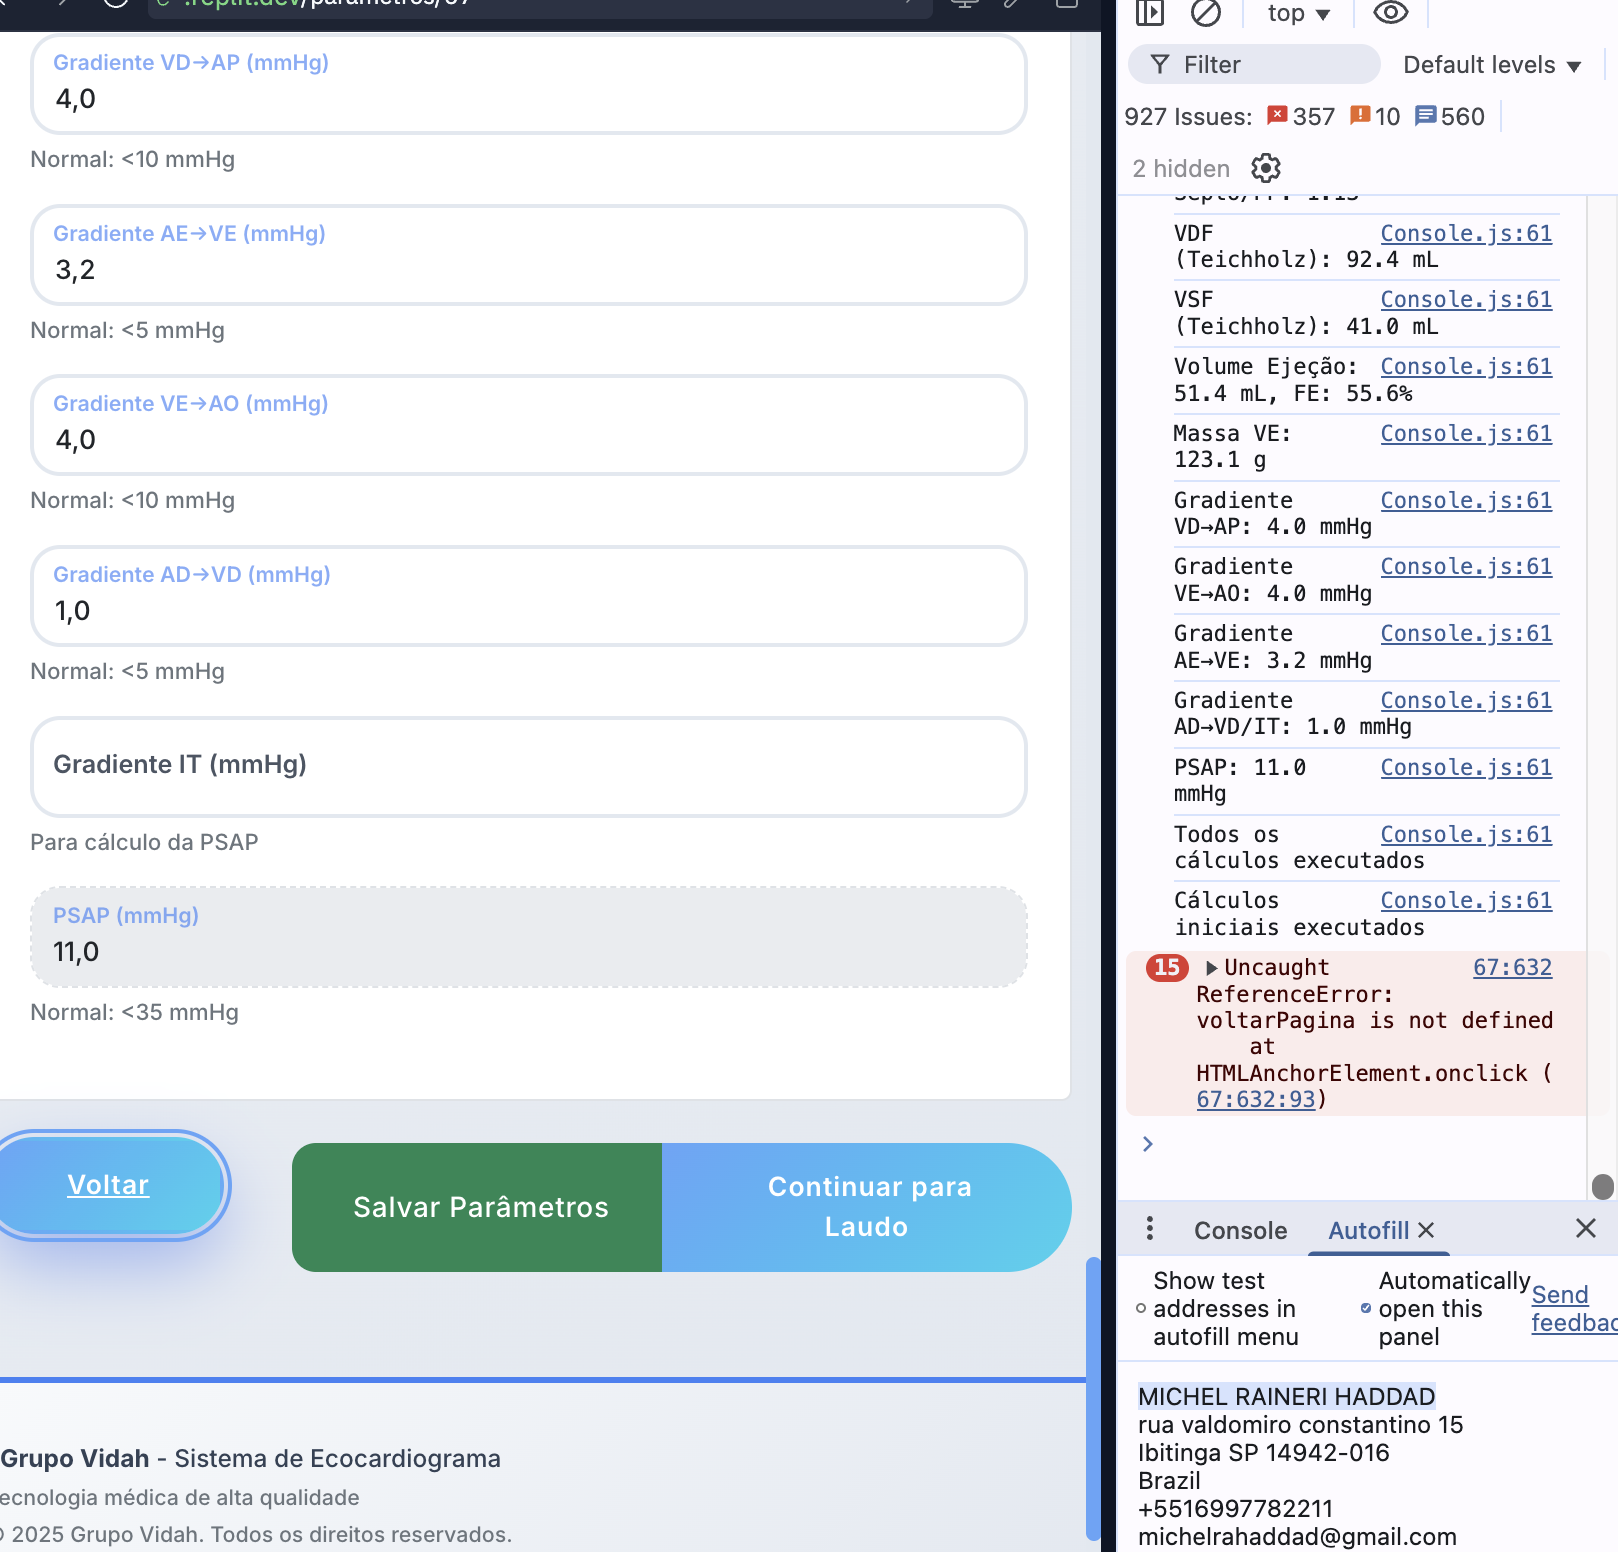 Gradiente VD→AP (mmHg)
4,0
Normal: <10 mmHg
Gradiente AE→VE (mmHg)
3,2
Normal: <5 mmHg
Gradiente VE→AO (mmHg)
4,0
Normal: <10 mmHg
Gradiente AD→VD (mmHg)
1,0
Normal: <5 mmHg
Gradiente IT (mmHg)
Para cálculo da PSAP
PSAP (mmHg)
11,0
Normal: <35 mmHg
Voltar
Salvar Parâmetros
Continuar para
Laudo
Grupo Vidah - Sistema de Ecocardiograma
ecnologia médica de alta qualidade
© 2025 Grupo Vidah. Todos os direitos reservados.
top
Filter
Default levels
927 Issues: 357 10 560
2 hidden
VDF Console.js:61
(Teichholz): 92.4 mL
VSF Console.js:61
(Teichholz): 41.0 mL
Volume Ejeção: Console.js:61
51.4 mL, FE: 55.6%
Massa VE: Console.js:61
123.1 g
Gradiente Console.js:61
VD→AP: 4.0 mmHg
Gradiente Console.js:61
VE→AO: 4.0 mmHg
Gradiente Console.js:61
AE→VE: 3.2 mmHg
Gradiente Console.js:61
AD→VD/IT: 1.0 mmHg
PSAP: 11.0 Console.js:61
mmHg
Todos os Console.js:61
cálculos executados
Cálculos Console.js:61
iniciais executados
15 Uncaught 67:632
ReferenceError:
voltarPagina is not defined
at
HTMLAnchorElement.onclick (
67:632:93)
Console
Autofill
Show test
addresses in
autofill menu
Automatically
open this
panel
Send
feedbac
MICHEL RAINERI HADDAD
rua valdomiro constantino 15
Ibitinga SP 14942-016
Brazil
+5516997782211
michelrahaddad@gmail.com